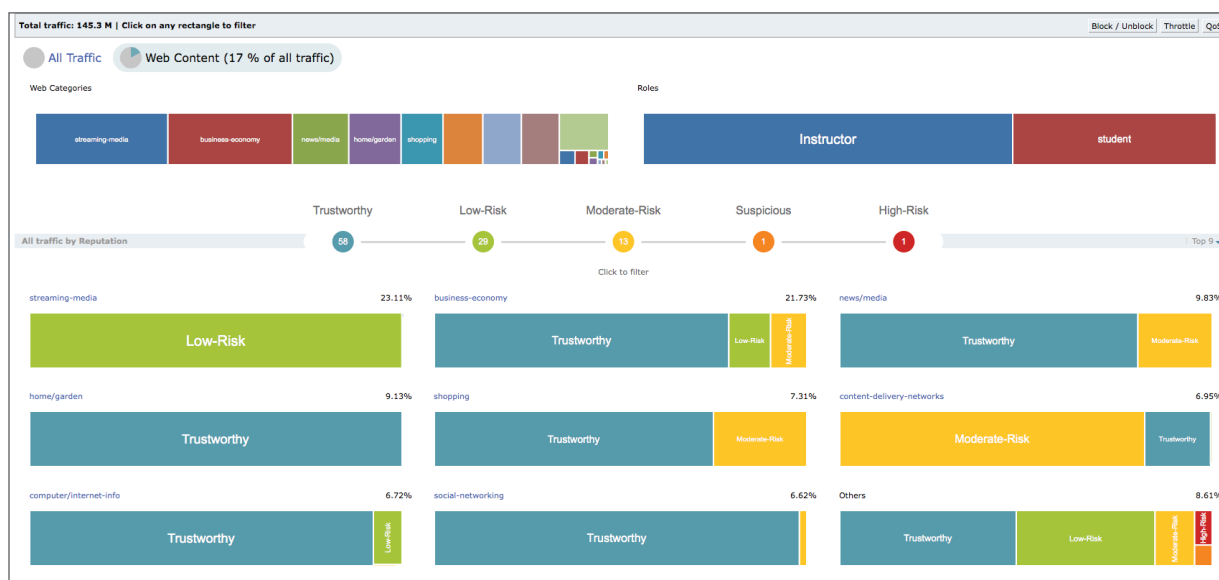 Total traffic: 145.3 M | Click on any rectangle to filter
Block / Unblock
Throttle
QoS
All Traffic
Web Content (17 % of all traffic)
Web Categories
Roles
streaming-media
business-economy
news/media
home/garden
shopping
Instructor
student
Trustworthy
Low-Risk
Moderate-Risk
Suspicious
High-Risk
All traffic by Reputation
58
29
13
1
1
Top 9
Click to filter
streaming-media 23.11%
business-economy 21.73%
news/media 9.83%
Low-Risk
Trustworthy
Low-Risk
Moderate-Risk
Trustworthy
Moderate-Risk
home/garden 9.13%
shopping 7.31%
content-delivery-networks 6.95%
Trustworthy
Trustworthy
Moderate-Risk
Moderate-Risk
Trustworthy
computer/internet-info 6.72%
social-networking 6.62%
Others 8.61%
Trustworthy
Low-Risk
Trustworthy
Trustworthy
Low-Risk
Moderate-Risk
High-Risk